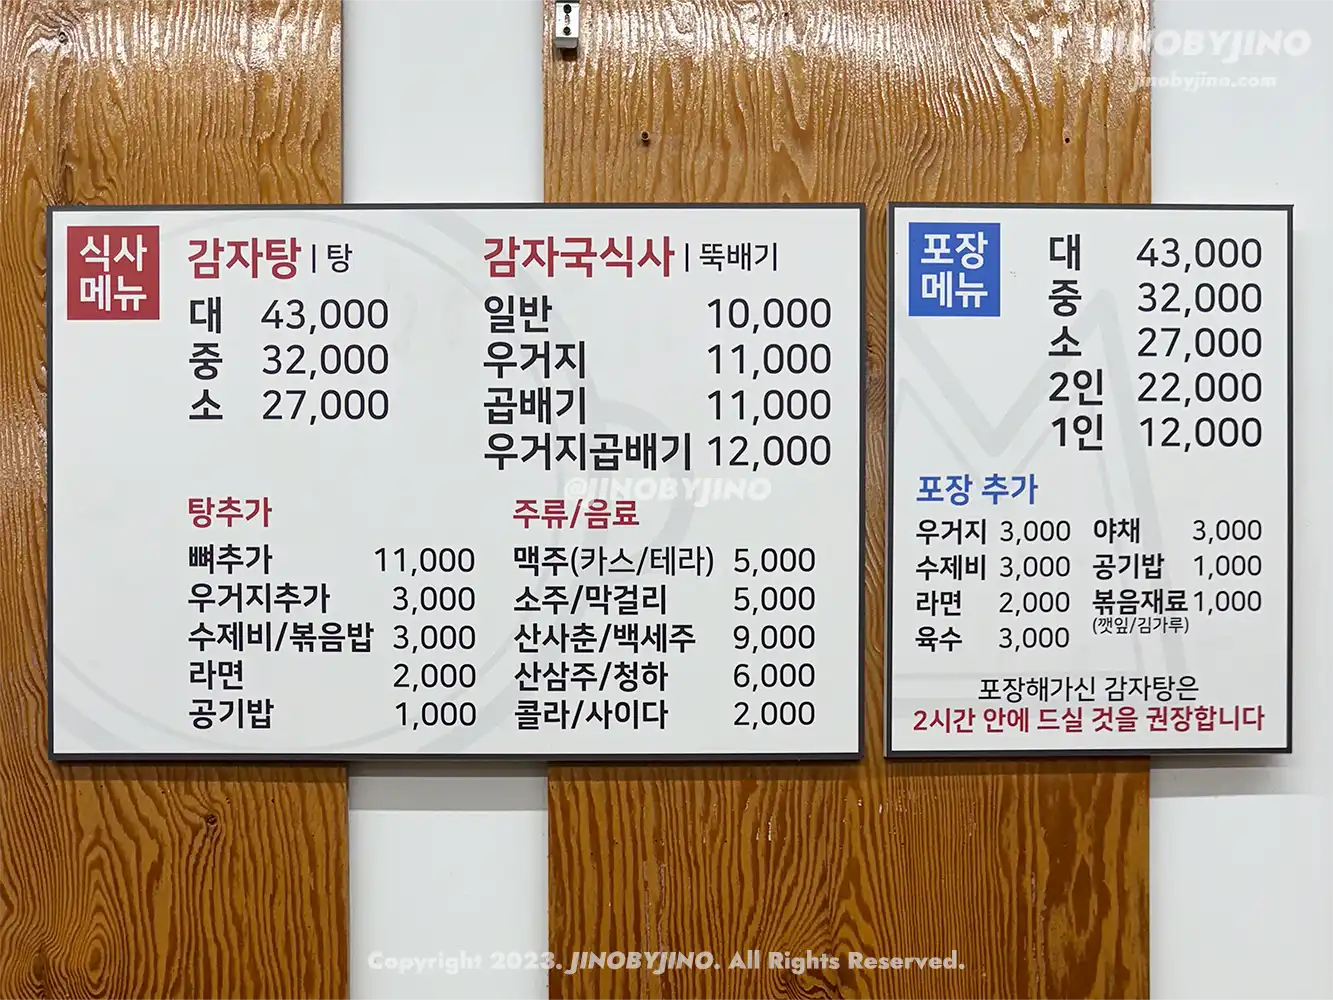 JINOBYJINO
jinobyjino.com
식사
메뉴
감자탕 | 탕
대 43,000
중 32,000
소 27,000
감자국식사 | 뚝배기
일반 10,000
우거지 11,000
곱배기 11,000
우거지곱배기 12,000
@JINOBYJINO
탕추가
뼈추가 11,000
우거지추가 3,000
수제비/볶음밥 3,000
라면 2,000
공기밥 1,000
주류/음료
맥주(카스/테라) 5,000
소주/막걸리 5,000
산사춘/백세주 9,000
산삼주/청하 6,000
콜라/사이다 2,000
포장
메뉴
대 43,000
중 32,000
소 27,000
2인 22,000
1인 12,000
포장 추가
우거지 3,000 야채 3,000
수제비 3,000 공기밥 1,000
라면 2,000 볶음재료 1,000
(깻잎/김가루)
육수 3,000
포장해가신 감자탕은
2시간 안에 드실 것을 권장합니다
Copyright 2023. JINOBYJINO. All Rights Reserved.